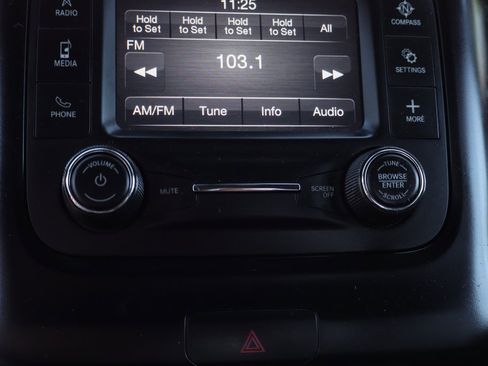 11:25
RADIO
Hold to Set
Hold to Set
Hold to Set
Hold to Set
All
COMPASS
FM
103.1
MEDIA
SETTINGS
PHONE
AM/FM
Tune
Info
Audio
MORE
VOLUME
MUTE
SCREEN OFF
TUNE
BROWSE
ENTER
SCROLL